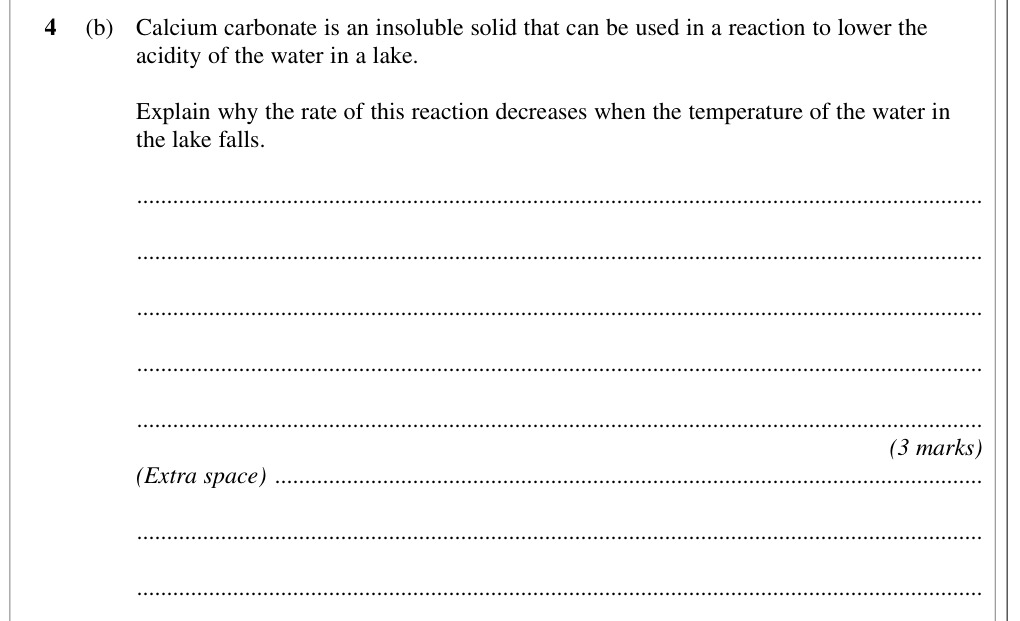 4 (b) Calcium carbonate is an insoluble solid that can be used in a reaction to lower the
acidity of the water in a lake.
Explain why the rate of this reaction decreases when the temperature of the water in
the lake falls.
(3 marks)
(Extra space)